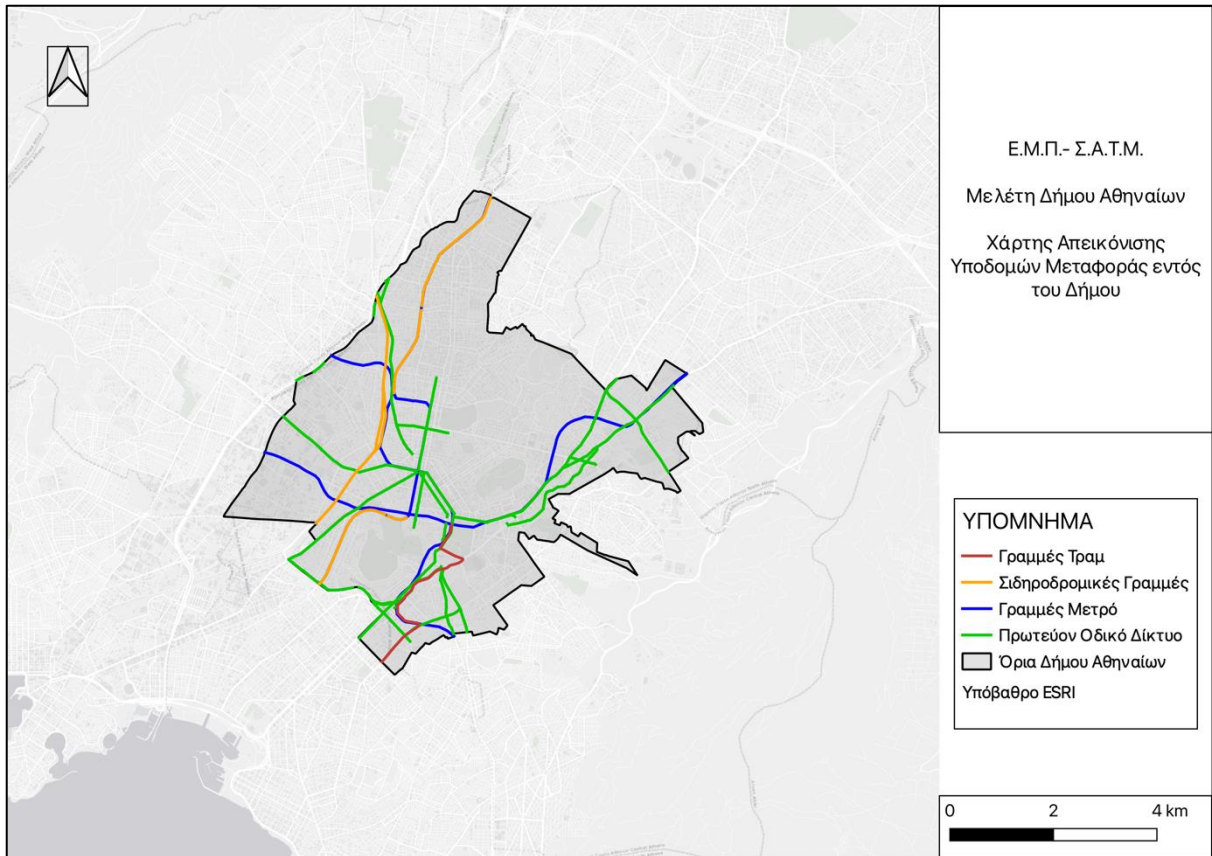 Ε.Μ.Π.- Σ.Α.Τ.Μ.
Μελέτη Δήμου Αθηναίων
Χάρτης Απεικόνισης
Υποδομών Μεταφοράς εντός
του Δήμου
ΥΠΟΜΝΗΜΑ
Γραμμές Τραμ
Σιδηροδρομικές Γραμμές
Γραμμές Μετρό
Πρωτεύον Οδικό Δίκτυο
Όρια Δήμου Αθηναίων
Υπόβαθρο ESRI
0 2 4 km